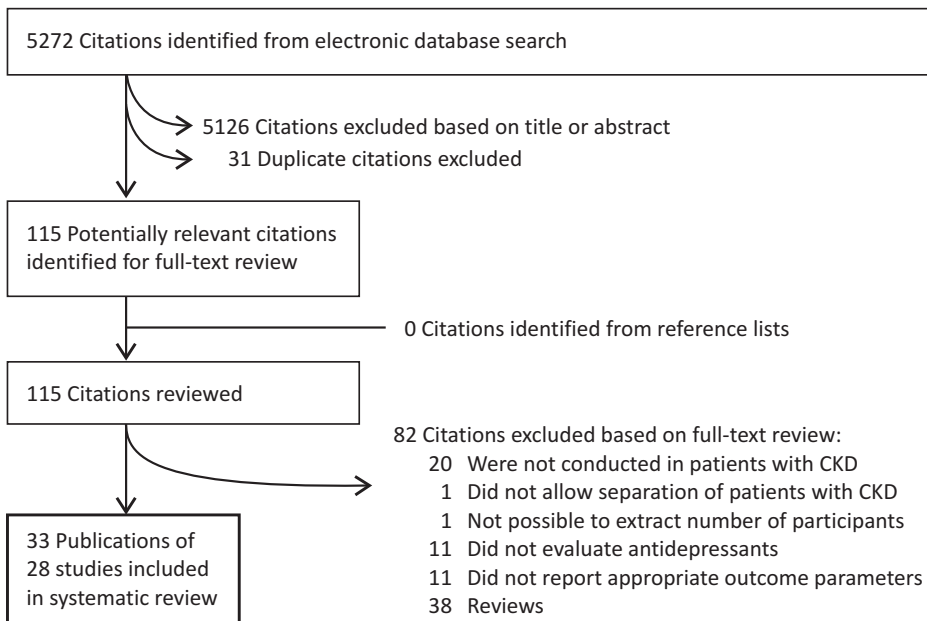 5272 Citations identified from electronic database search
5126 Citations excluded based on title or abstract
31 Duplicate citations excluded
115 Potentially relevant citations
identified for full-text review
0 Citations identified from reference lists
115 Citations reviewed
82 Citations excluded based on full-text review:
20 Were not conducted in patients with CKD
1 Did not allow separation of patients with CKD
1 Not possible to extract number of participants
11 Did not evaluate antidepressants
11 Did not report appropriate outcome parameters
38 Reviews
33 Publications of
28 studies included
in systematic review